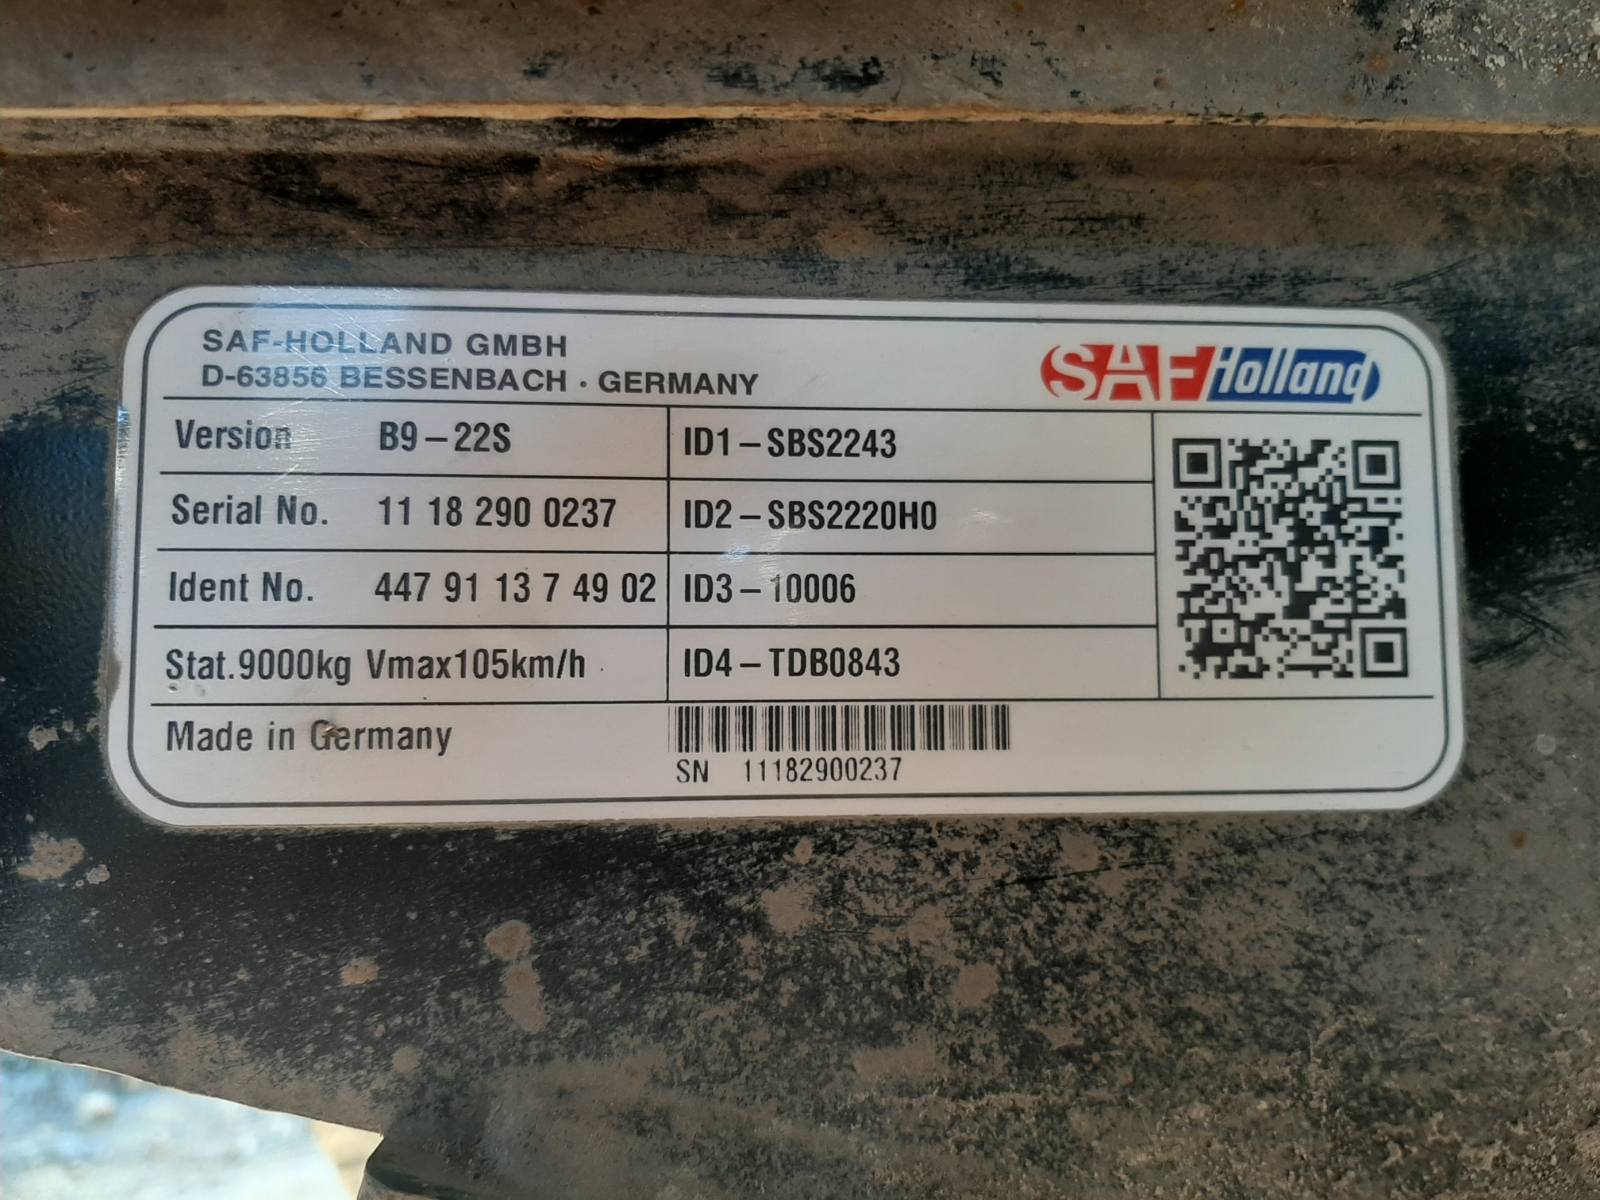 SAF-HOLLAND GMBH
D-63856 BESSENBACH · GERMANY
SAF Holland
Version B9-22S
ID1-SBS2243
Serial No. 11 18 290 0237
ID2-SBS2220H0
Ident No. 447 91 13 7 49 02
ID3-10006
Stat.9000kg Vmax105km/h
ID4-TDB0843
Made in Germany
SN 11182900237